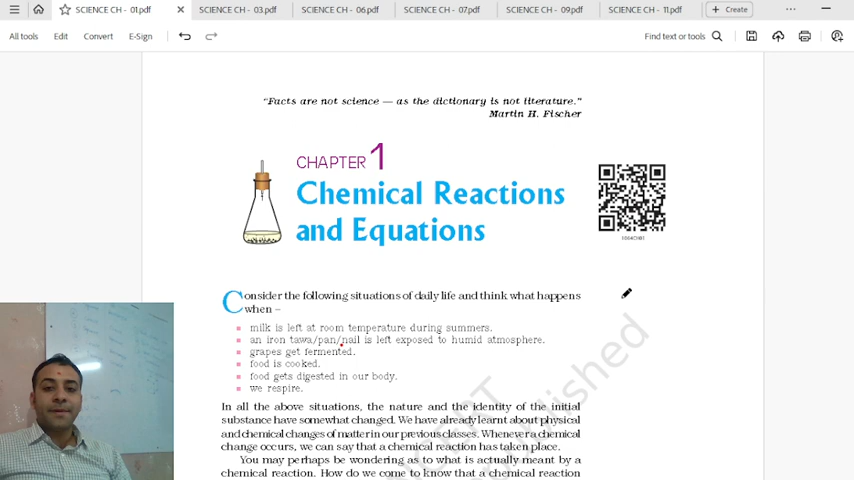 SCIENCE CH - 01.pdf
SCIENCE CH - 03.pdf
SCIENCE CH - 06.pdf
SCIENCE CH - 07.pdf
SCIENCE CH - 09.pdf
SCIENCE CH - 11.pdf
Create
All tools
Edit
Convert
E-Sign
Find text or tools
"Facts are not science — as the dictionary is not literature."
Martin H. Fischer
CHAPTER 1
Chemical Reactions
and Equations
1064CH01
Consider the following situations of daily life and think what happens
when –
milk is left at room temperature during summers.
an iron tawa/pan/nail is left exposed to humid atmosphere.
grapes get fermented.
food is cooked.
food gets digested in our body.
we respire.
In all the above situations, the nature and the identity of the initial
substance have somewhat changed. We have already learnt about physical
and chemical changes of matter in our previous classes. Whenever a chemical
change occurs, we can say that a chemical reaction has taken place.
You may perhaps be wondering as to what is actually meant by a
chemical reaction. How do we come to know that a chemical reaction
NCERT
published